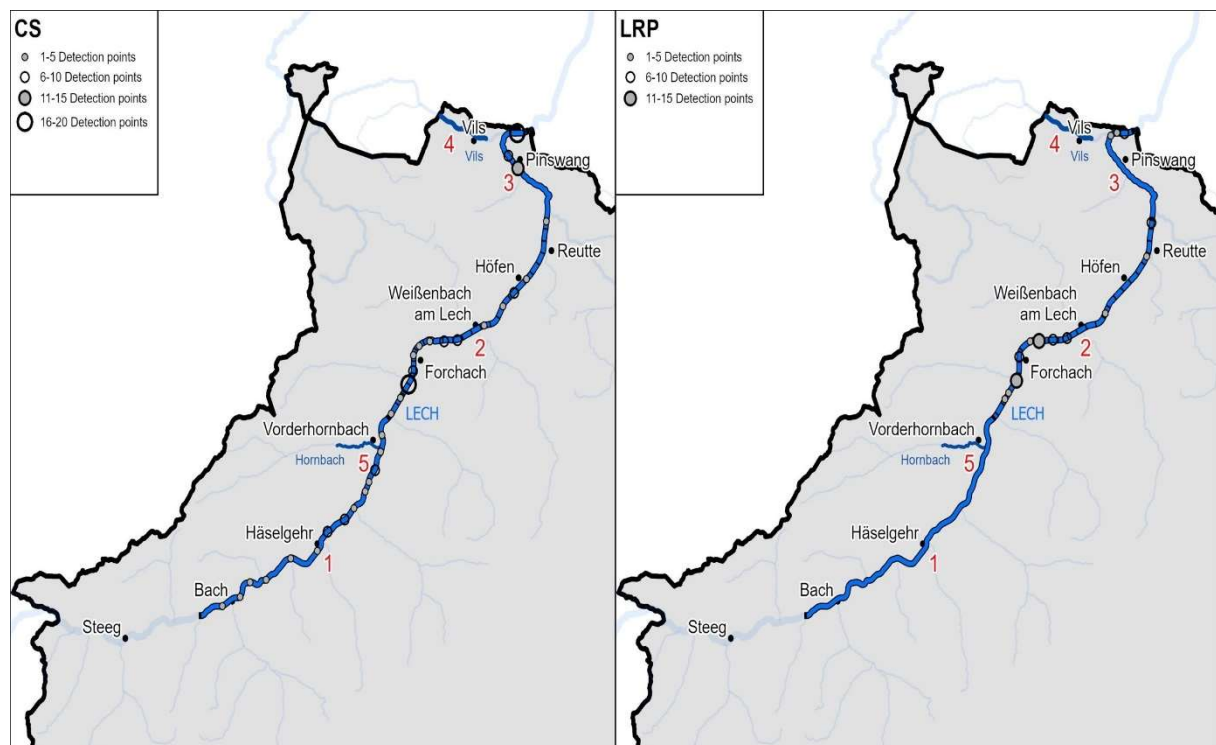 CS
1-5 Detection points
6-10 Detection points
11-15 Detection points
16-20 Detection points
Vils
4
Vils
Pinswang
3
Reutte
Höfen
Weißenbach
am Lech
2
Forchach
LECH
Vorderhornbach
Hornbach
5
Häselgehr
1
Bach
Steeg
LRP
1-5 Detection points
6-10 Detection points
11-15 Detection points
Vils
4
Vils
Pinswang
3
Reutte
Höfen
Weißenbach
am Lech
2
Forchach
LECH
Vorderhornbach
Hornbach
5
Häselgehr
1
Bach
Steeg